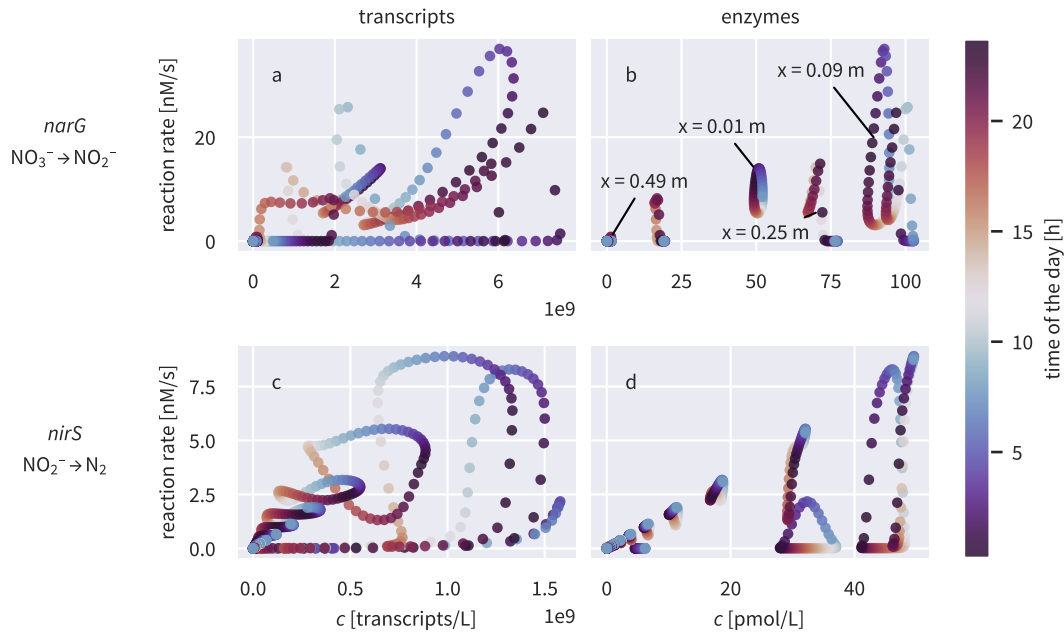 transcripts
enzymes
narG
NO₃⁻→NO₂⁻
reaction rate [nM/s]
20
0
a
0
2
4
6
1e9
b
x = 0.09 m
x = 0.01 m
x = 0.49 m
x = 0.25 m
0
25
50
75
100
nirS
NO₂⁻→N₂
reaction rate [nM/s]
7.5
5.0
2.5
0.0
c
0.0
0.5
1.0
1.5
c [transcripts/L]
1e9
d
0
20
40
c [pmol/L]
20
15
10
5
time of the day [h]